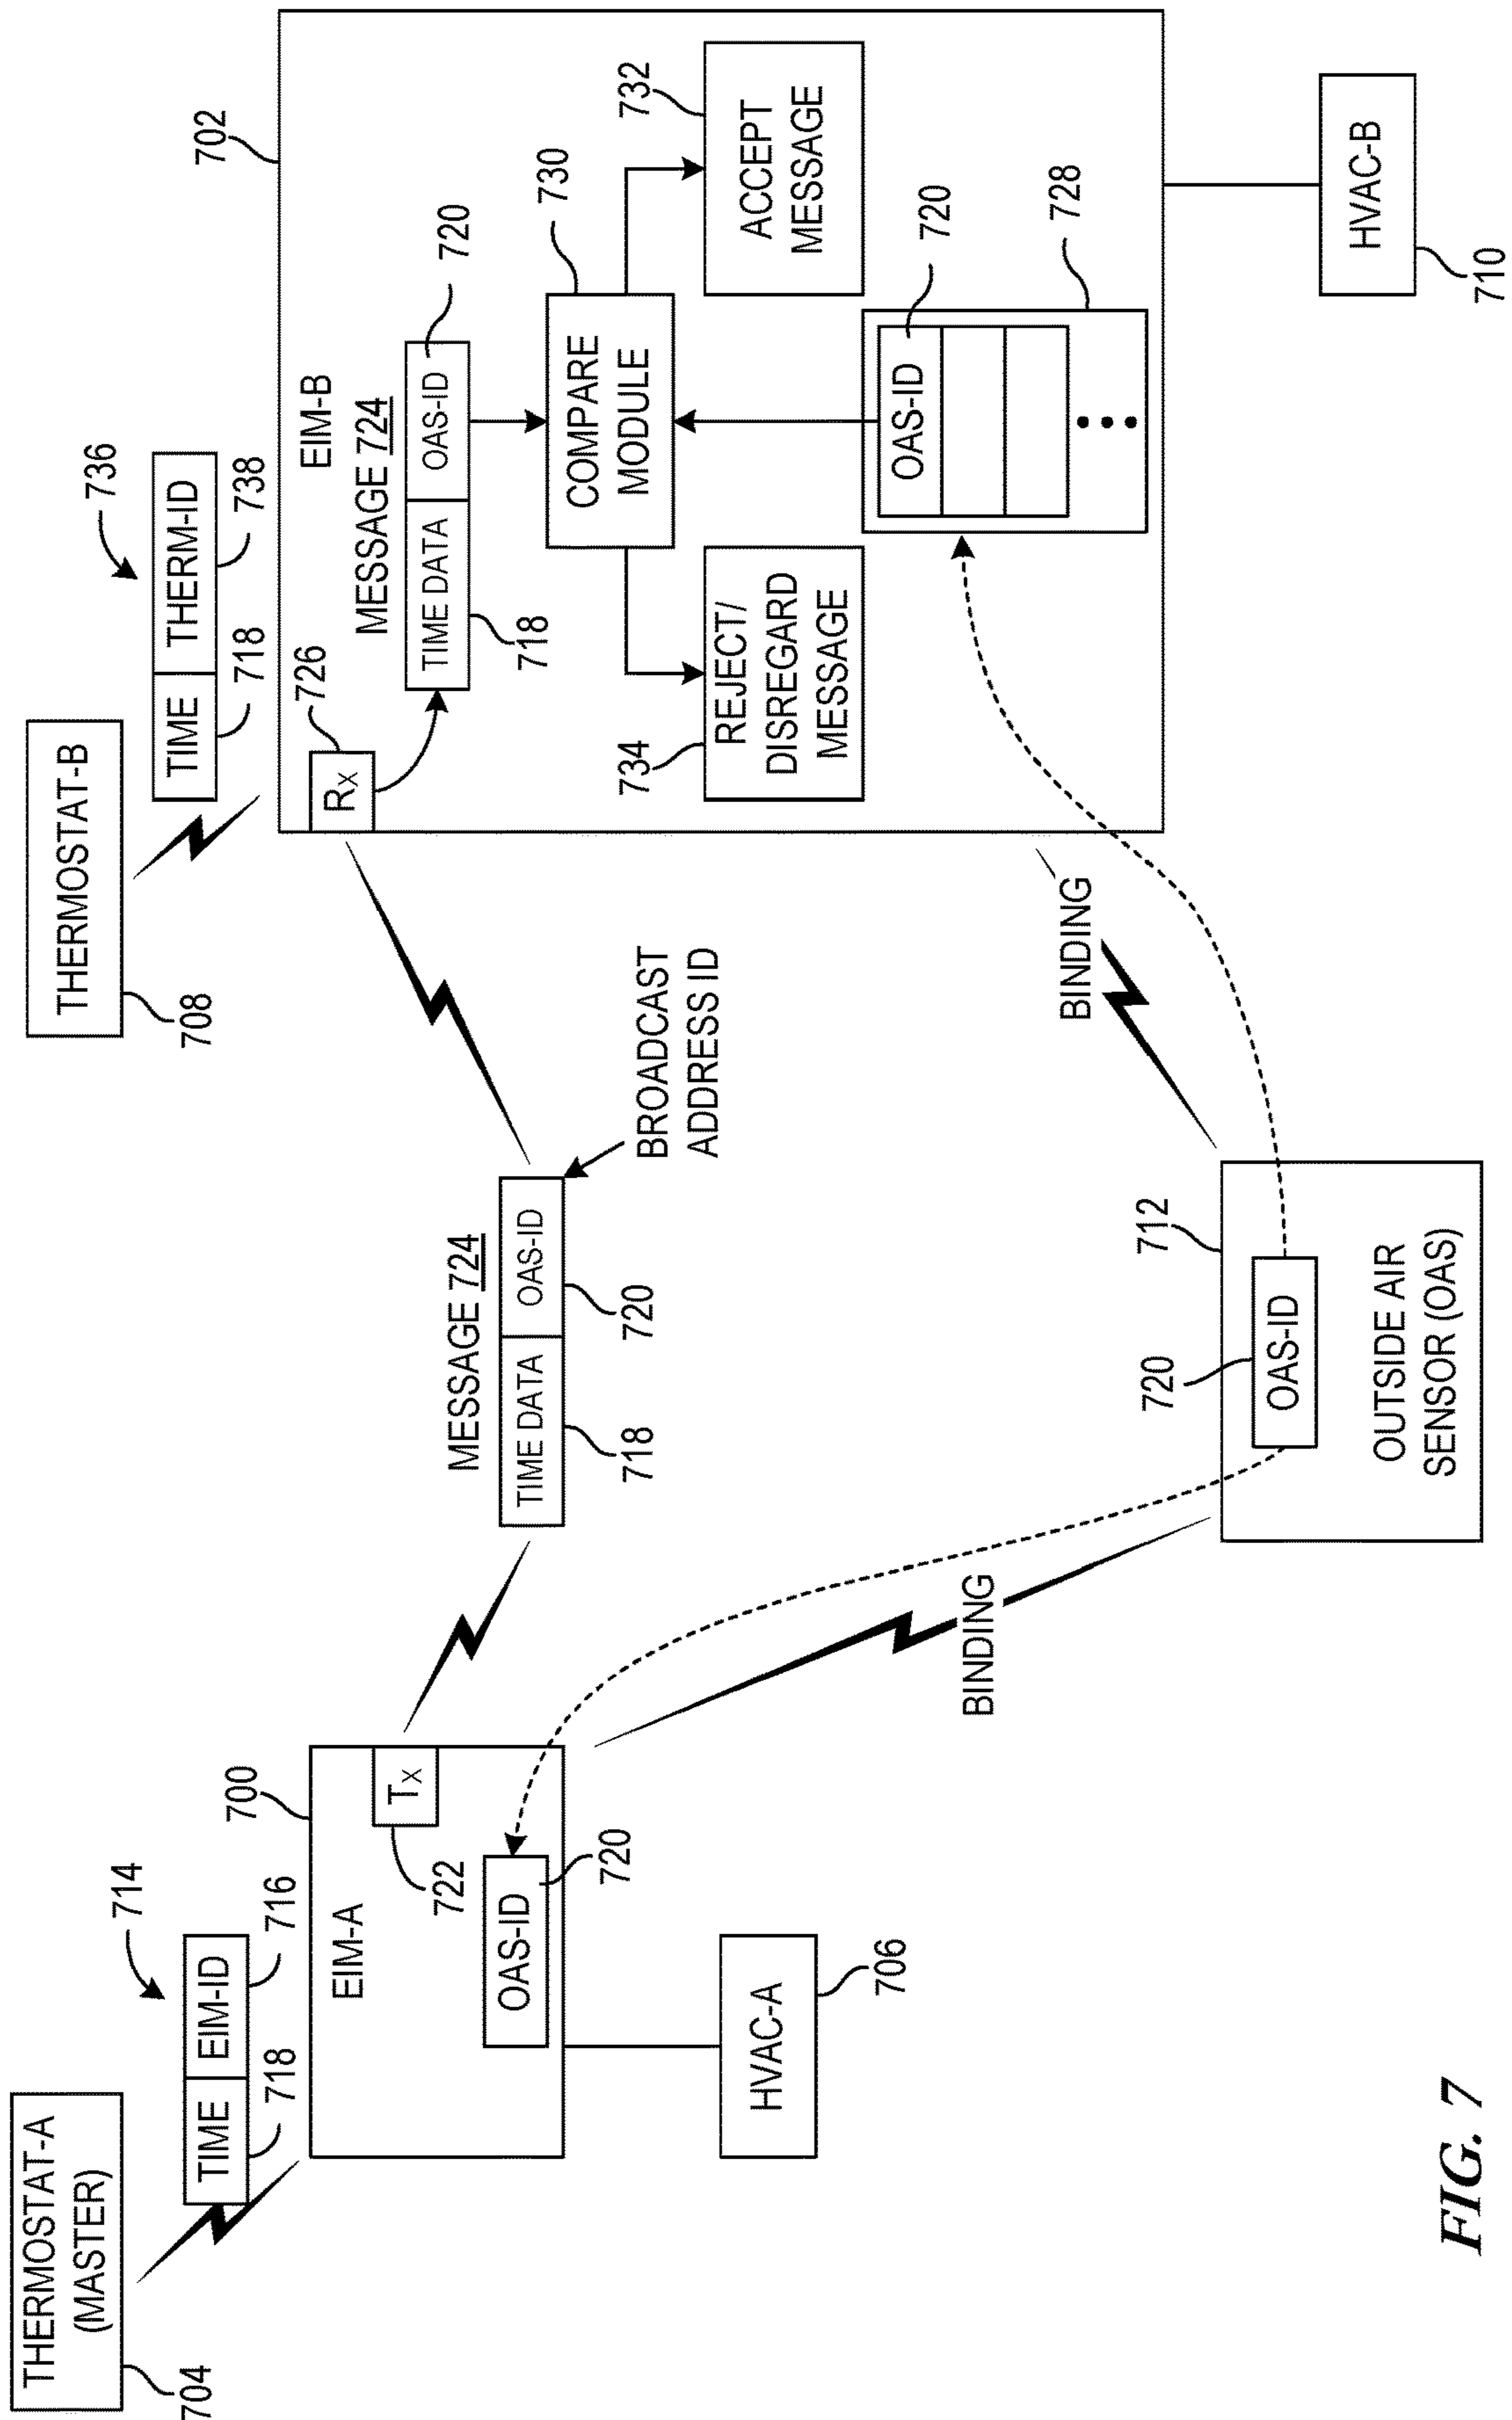 THERMOSTAT-A
(MASTER)
704
714
TIME
EIM-ID
718
716
700
EIM-A
TX
722
OAS-ID
720
HVAC-A
706
BINDING
MESSAGE 724
TIME DATA
OAS-ID
718
720
BROADCAST
ADDRESS ID
712
720
OAS-ID
OUTSIDE AIR
SENSOR (OAS)
BINDING
THERMOSTAT-B
708
736
TIME
THERM-ID
718
738
702
726
RX
EIM-B
MESSAGE 724
TIME DATA
OAS-ID
718
720
COMPARE
MODULE
730
734
REJECT/
DISREGARD
MESSAGE
ACCEPT
MESSAGE
732
OAS-ID
720
728
HVAC-B
710
FIG. 7